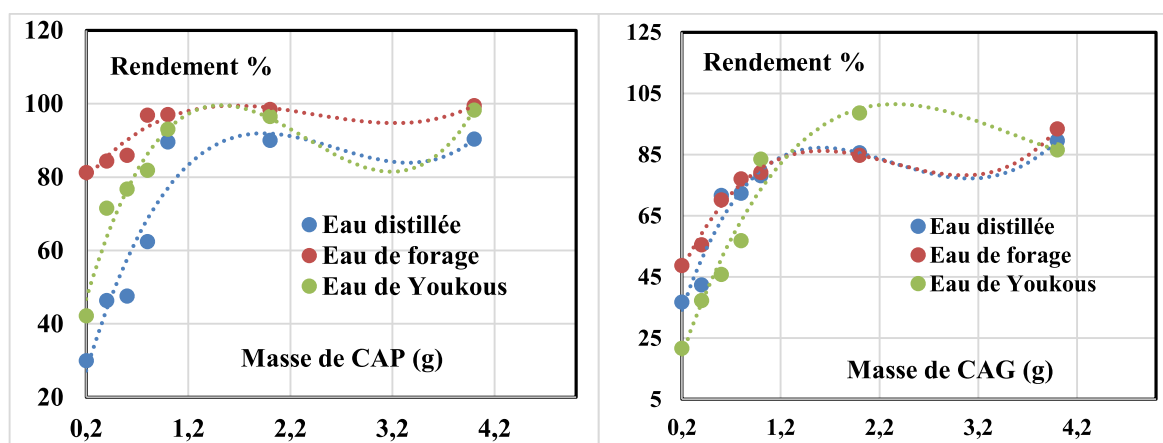 Rendement %
120
100
80
60
40
20
Eau distillée
Eau de forage
Eau de Youkous
Masse de CAP (g)
0,2 1,2 2,2 3,2 4,2
Rendement %
125
105
85
65
45
25
5
Eau distillée
Eau de forage
Eau de Youkous
Masse de CAG (g)
0,2 1,2 2,2 3,2 4,2